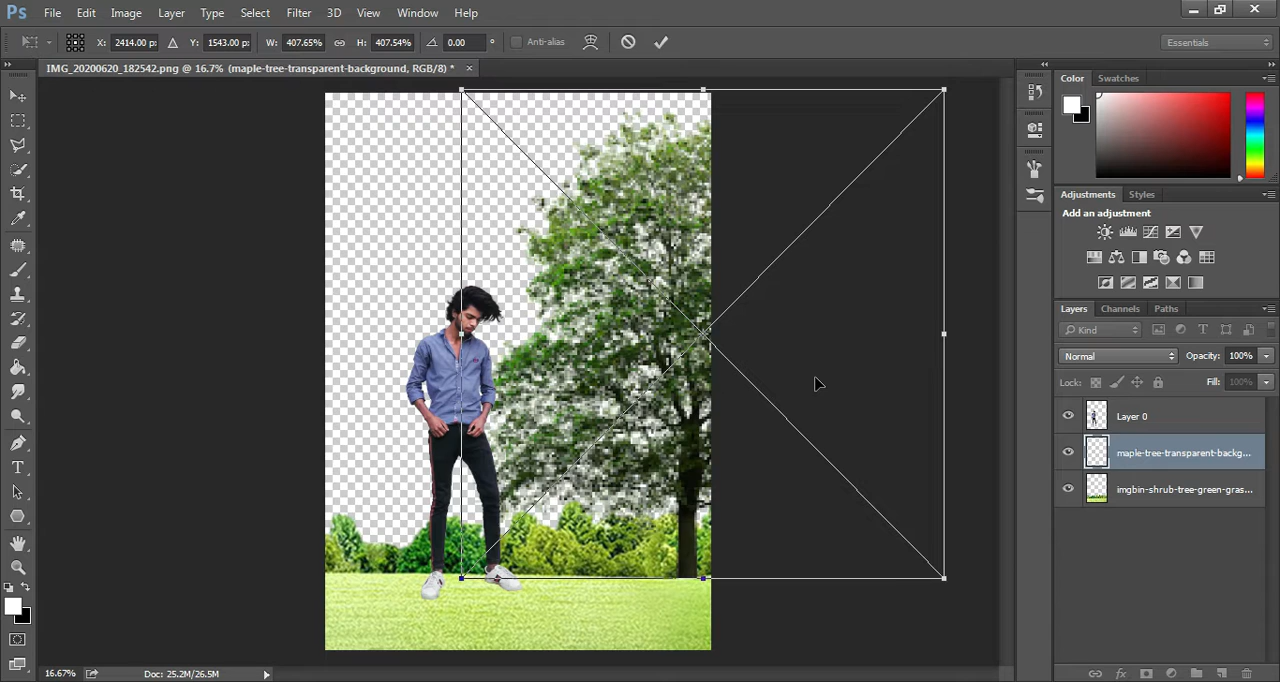 Ps File Edit Image Layer Type Select Filter 3D View Window Help
X: 2414.00 p: Y: 1543.00 p: W: 407.65% H: 407.54% 0.00 ° Anti-alias Essentials
IMG_20200620_182542.png @ 16.7% (maple-tree-transparent-background, RGB/8) * ×
Color Swatches
Adjustments Styles
Add an adjustment
Layers Channels Paths
Kind
Normal Opacity: 100%
Lock: Fill: 100%
Layer 0
maple-tree-transparent-backg...
imgbin-shrub-tree-green-gras...
16.67% Doc: 25.2M/26.5M